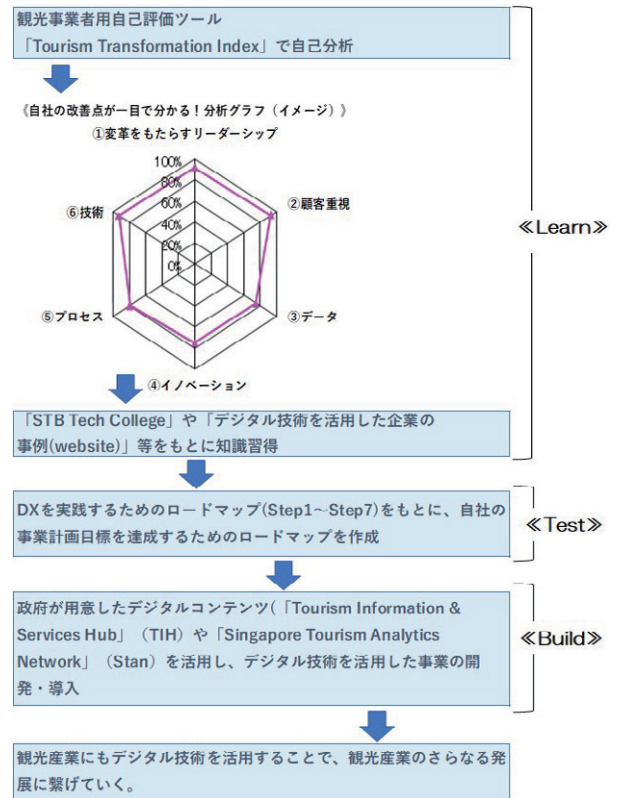 観光事業者用自己評価ツール
「Tourism Transformation Index」で自己分析
《自社の改善点が一目で分かる！分析グラフ（イメージ）》
①変革をもたらすリーダーシップ
100%
80%
60%
40%
20%
0%
②顧客重視
③データ
④イノベーション
⑤プロセス
⑥技術
≪Learn≫
「STB Tech College」や「デジタル技術を活用した企業の
事例(website)」等をもとに知識習得
DXを実践するためのロードマップ(Step1～Step7)をもとに、自社の
事業計画目標を達成するためのロードマップを作成
≪Test≫
政府が用意したデジタルコンテンツ(「Tourism Information &
Services Hub」（TIH）や「Singapore Tourism Analytics
Network」（Stan）を活用し、デジタル技術を活用した事業の開
発・導入
≪Build≫
観光産業にもデジタル技術を活用することで、観光産業のさらなる発
展に繋げていく。